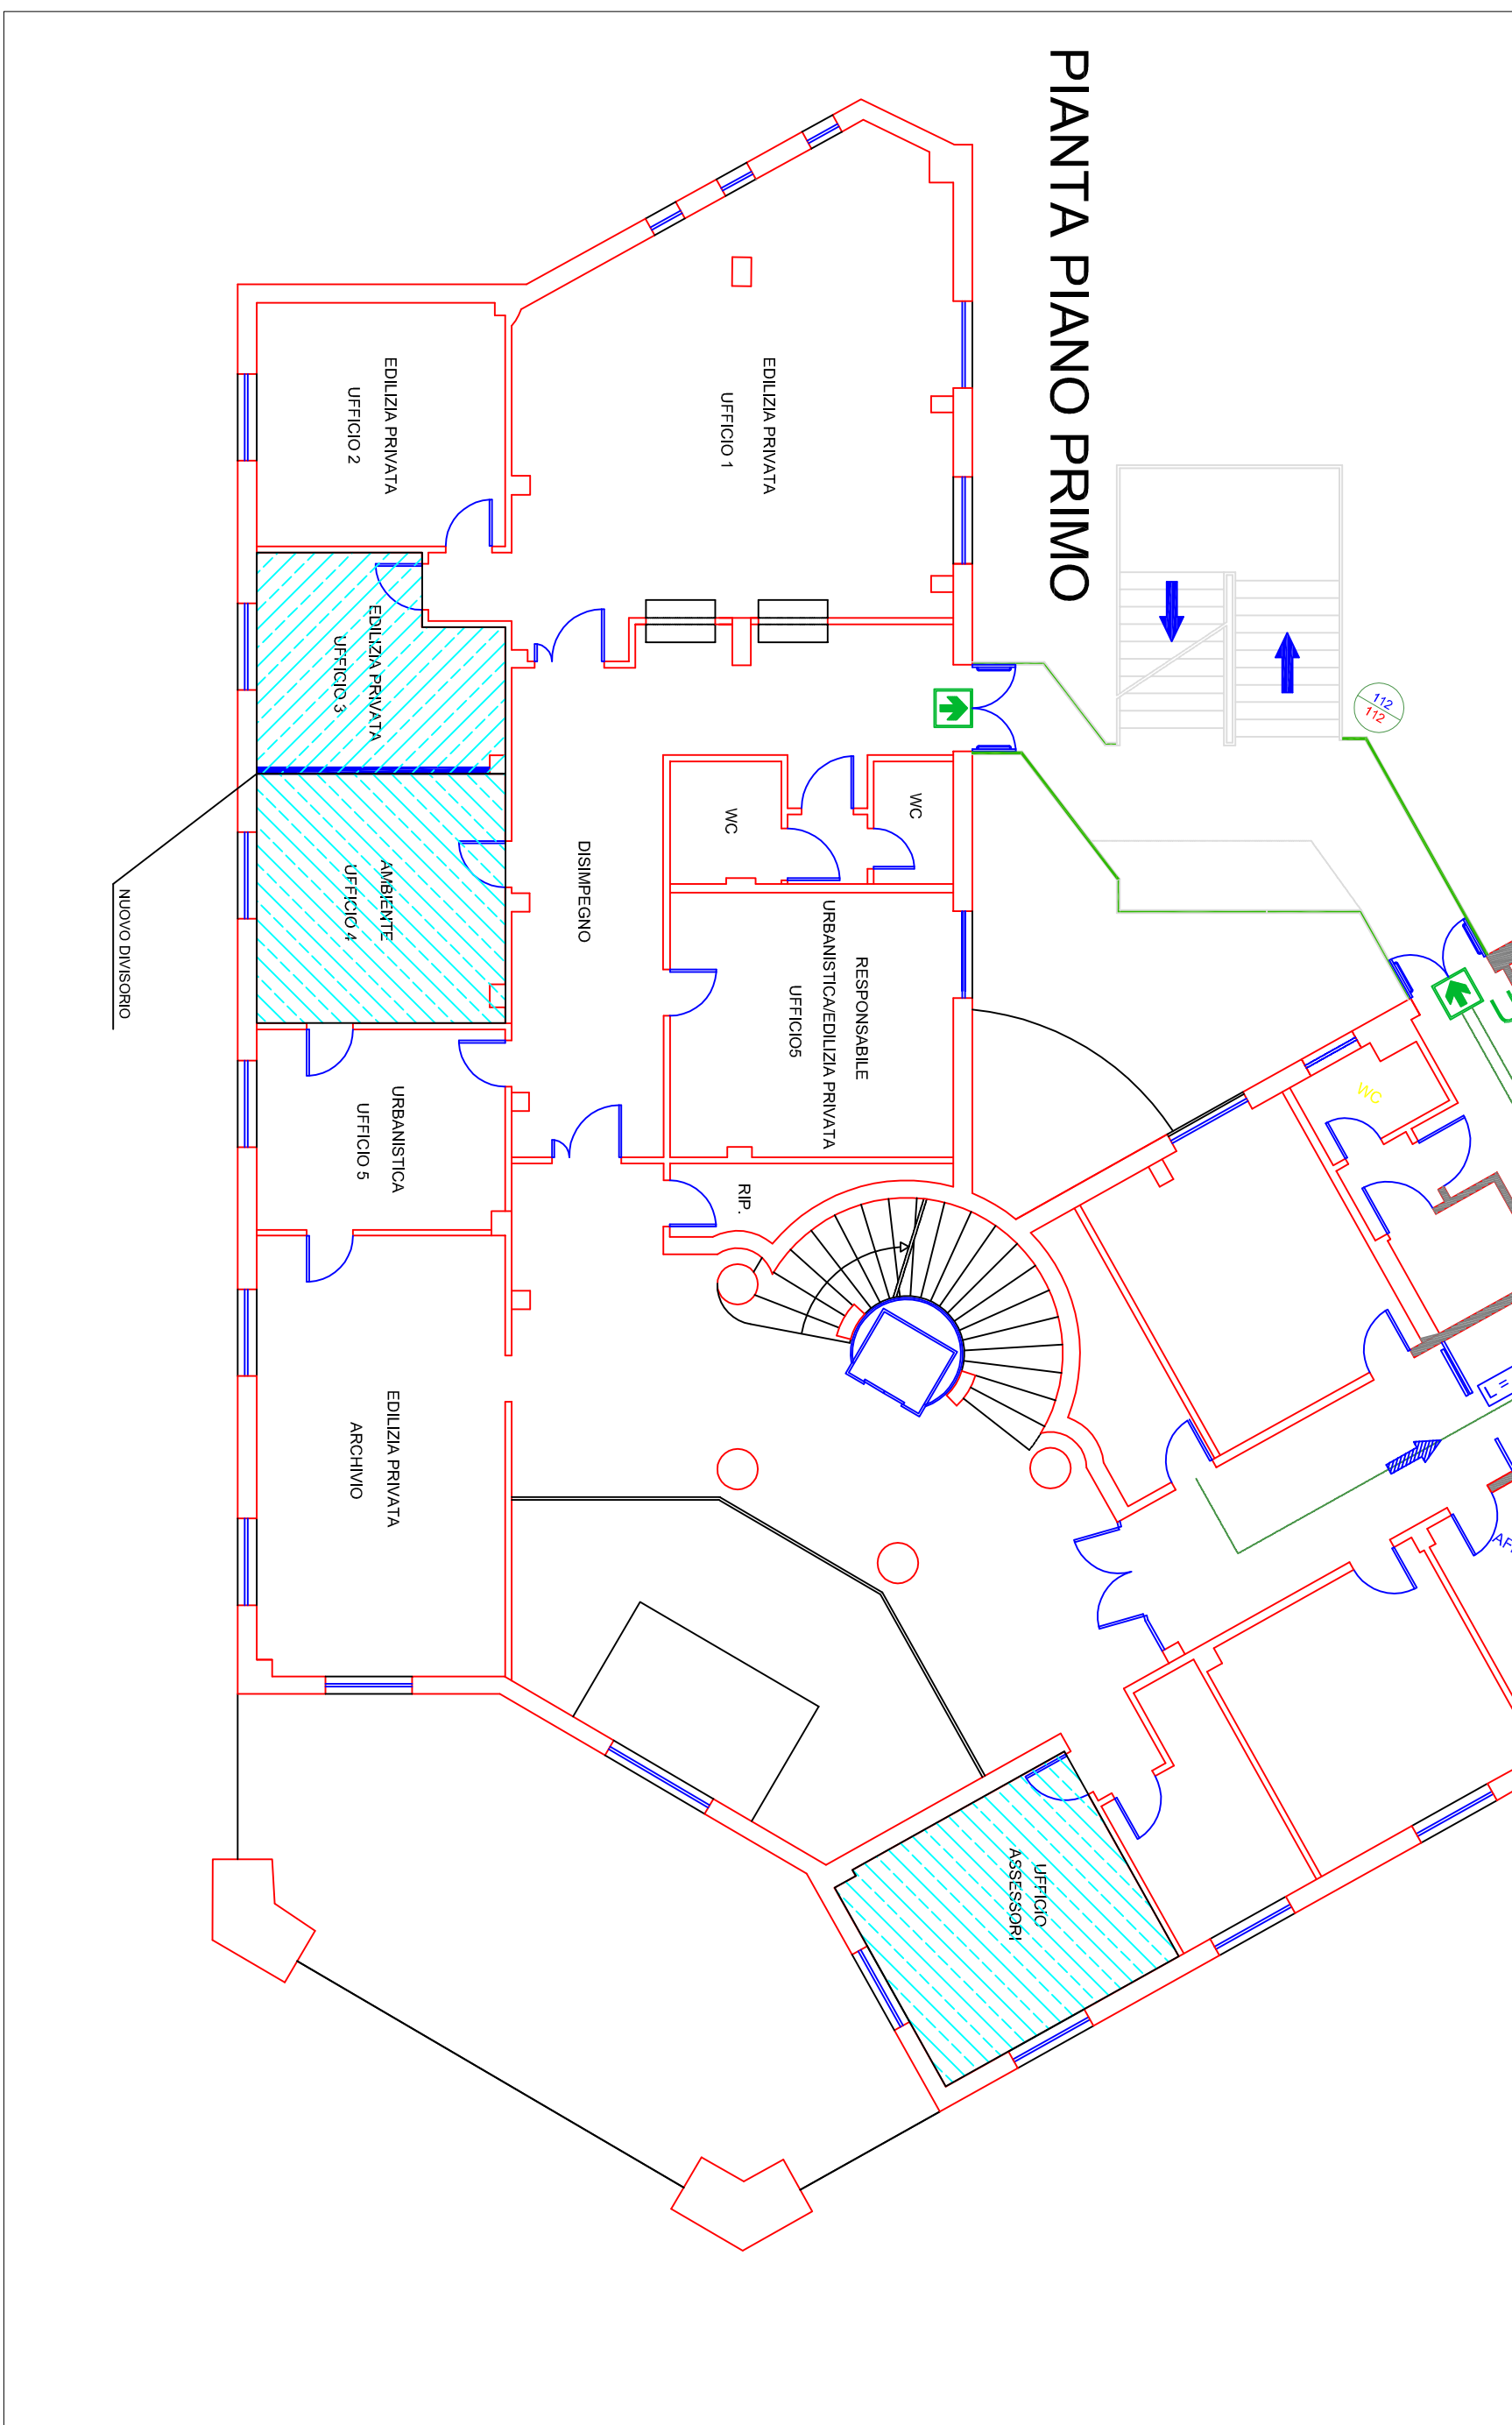 PIANTA PIANO PRIMO
112
112
EDILIZIA PRIVATA
UFFICIO 1
EDILIZIA PRIVATA
UFFICIO 2
EDILIZIA PRIVATA
UFFICIO 3
WC
WC
DISIMPEGNO
AMBIENTE
UFFICIO 4
NUOVO DIVISORIO
RESPONSABILE
URBANISTICA/EDILIZIA PRIVATA
UFFICIO5
URBANISTICA
UFFICIO 5
WC
RIP.
L =
EDILIZIA PRIVATA
ARCHIVIO
UFFICIO
ASSESSORI